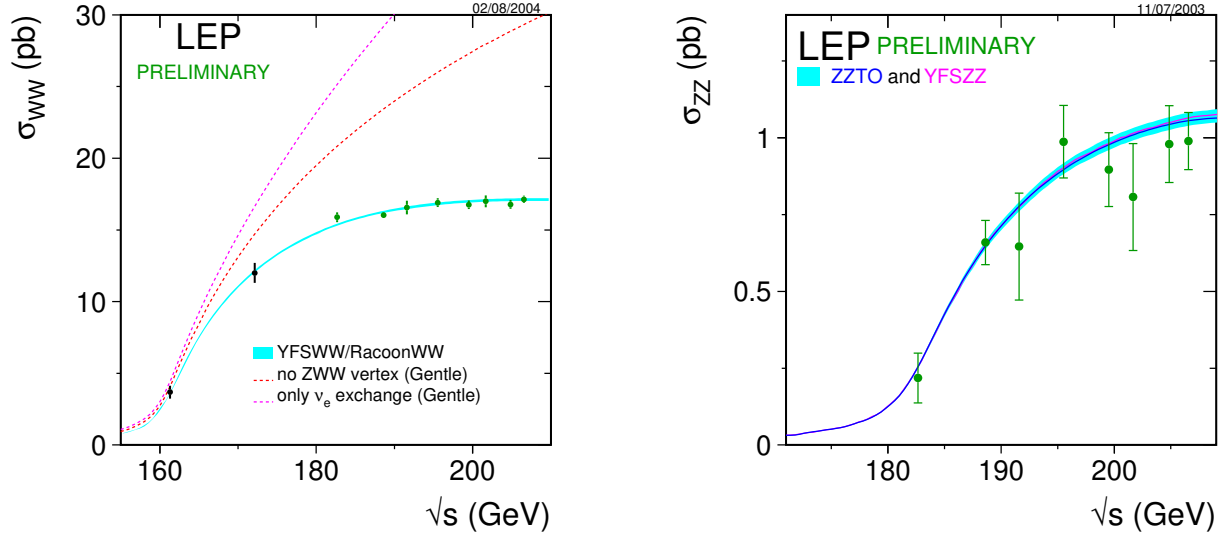 02/08/2004
LEP
PRELIMINARY
σWW (pb)
30
20
10
0
YFSWW/RacoonWW
no ZWW vertex (Gentle)
only νe exchange (Gentle)
160 180 200
√s (GeV)
11/07/2003
LEP PRELIMINARY
ZZTO and YFSZZ
σZZ (pb)
1
0.5
0
180 190 200
√s (GeV)